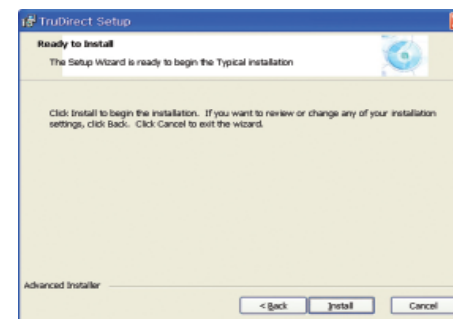 TruDirect Setup
Ready to Install
The Setup Wizard is ready to begin the Typical installation
Click Install to begin the installation. If you want to review or change any of your installation
settings, click Back. Click Cancel to exit the wizard.
Advanced Installer
< Back Install Cancel